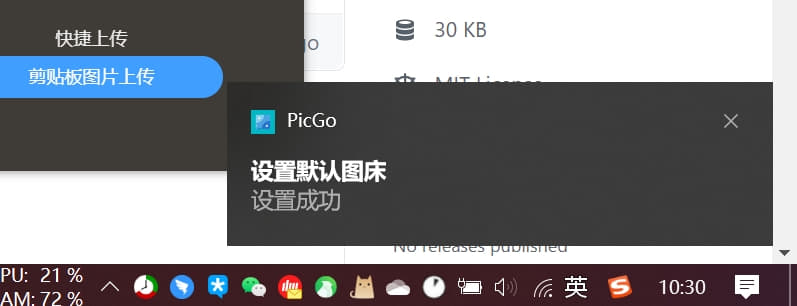 快捷上传
剪贴板图片上传
go
30 KB
MIT License
PicGo
设置默认图床
设置成功
No releases published
PU: 21 %
AM: 72 %
英
10:30